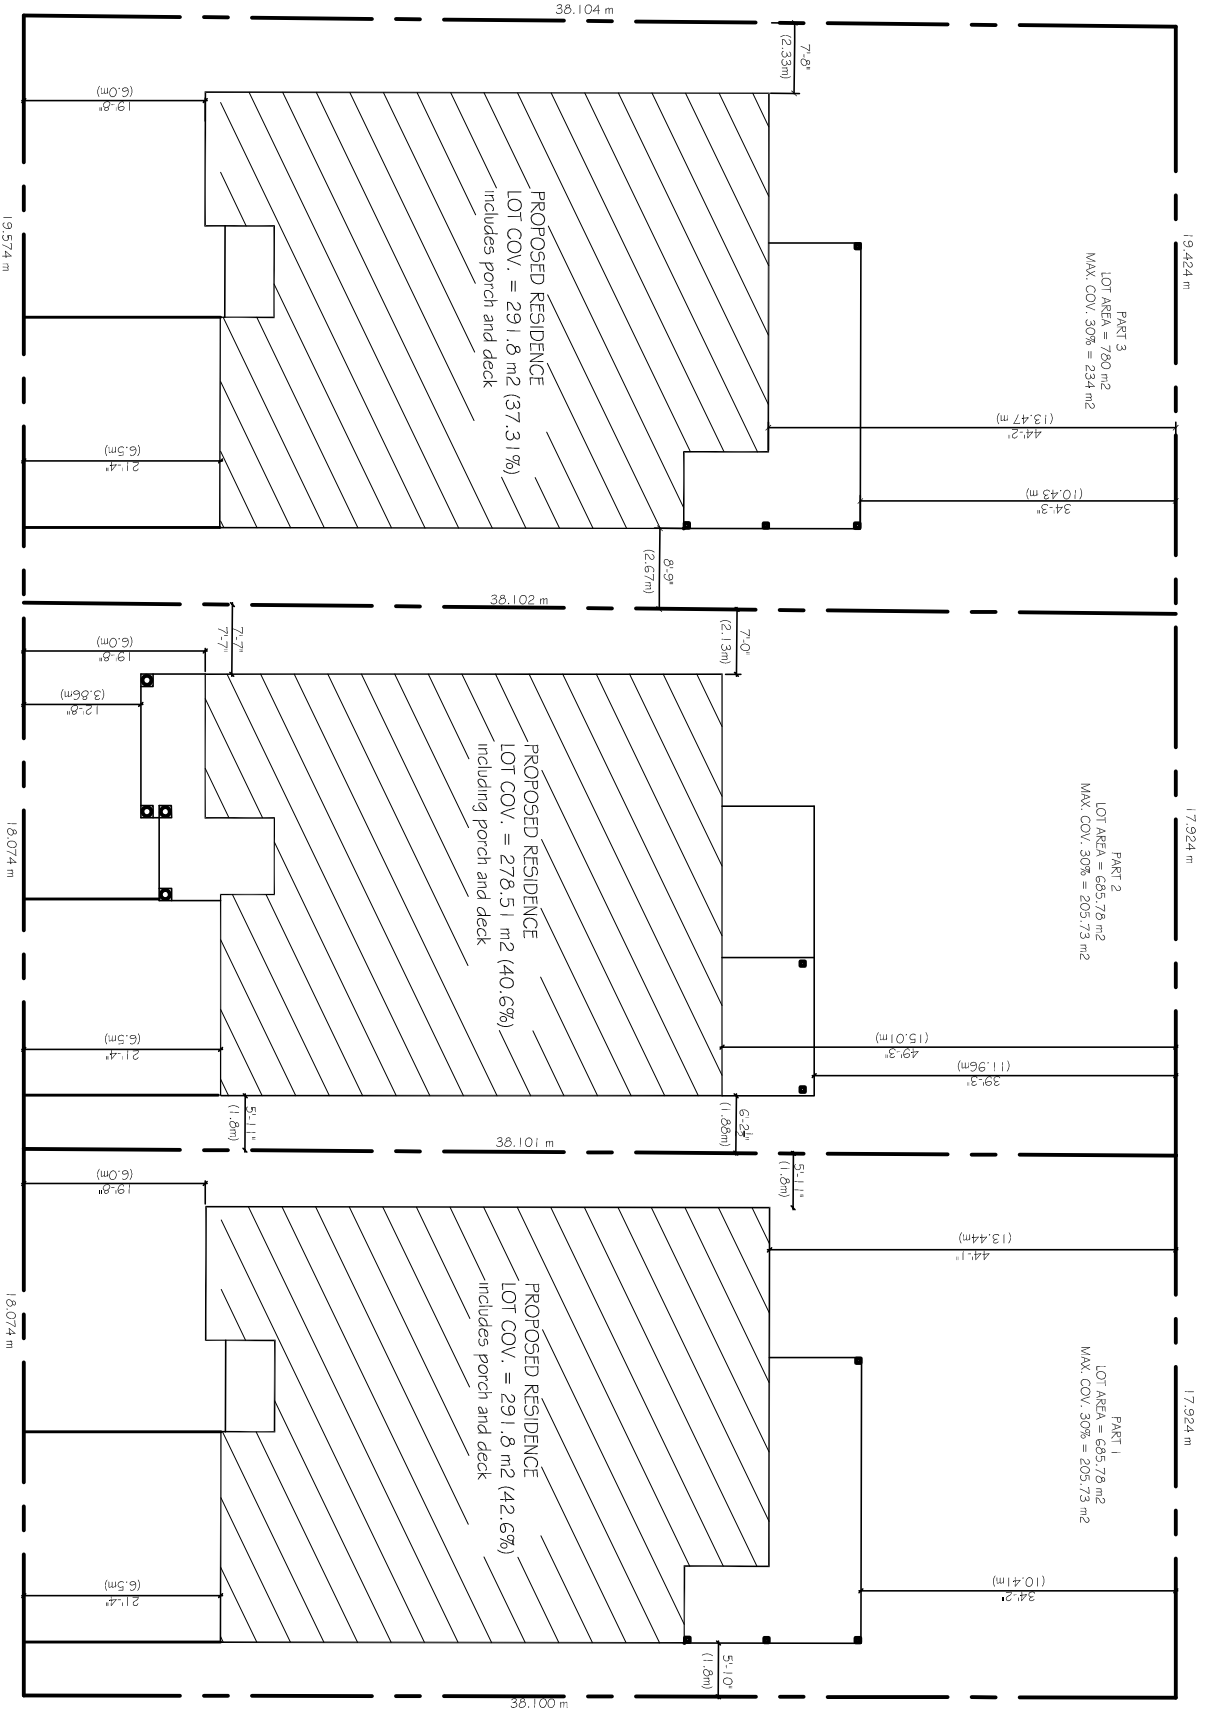 38.104 m
7'-8"
(2.33m)
19'-8"
(6.0m)
19.574 m
19.424 m
PART 3
LOT AREA = 780 m2
MAX. COV. 30% = 234 m2
PROPOSED RESIDENCE
LOT COV. = 291.8 m2 (37.31%)
includes porch and deck
44'-2"
(13.47 m)
34'-3"
(10.43 m)
21'-4"
(6.5m)
8'-9"
(2.67m)
38.102 m
7'-7"
7'-7"
7'-0"
(2.13m)
19'-8"
(6.0m)
12'-8"
(3.86m)
18.074 m
17.924 m
PART 2
LOT AREA = 685.78 m2
MAX. COV. 30% = 205.73 m2
PROPOSED RESIDENCE
LOT COV. = 278.51 m2 (40.6%)
including porch and deck
49'-3"
(15.01m)
39'-3"
(11.96m)
21'-4"
(6.5m)
5'-11"
(1.8m)
(1.88m)
38.101 m
5'-11"
(1.8m)
19'-8"
(6.0m)
44'-1"
(13.44m)
18.074 m
17.924 m
PART 1
LOT AREA = 685.78 m2
MAX. COV. 30% = 205.73 m2
PROPOSED RESIDENCE
LOT COV. = 291.8 m2 (42.6%)
includes porch and deck
34'-2"
(10.41m)
21'-4"
(6.5m)
5'-10"
(1.8m)
38.100 m